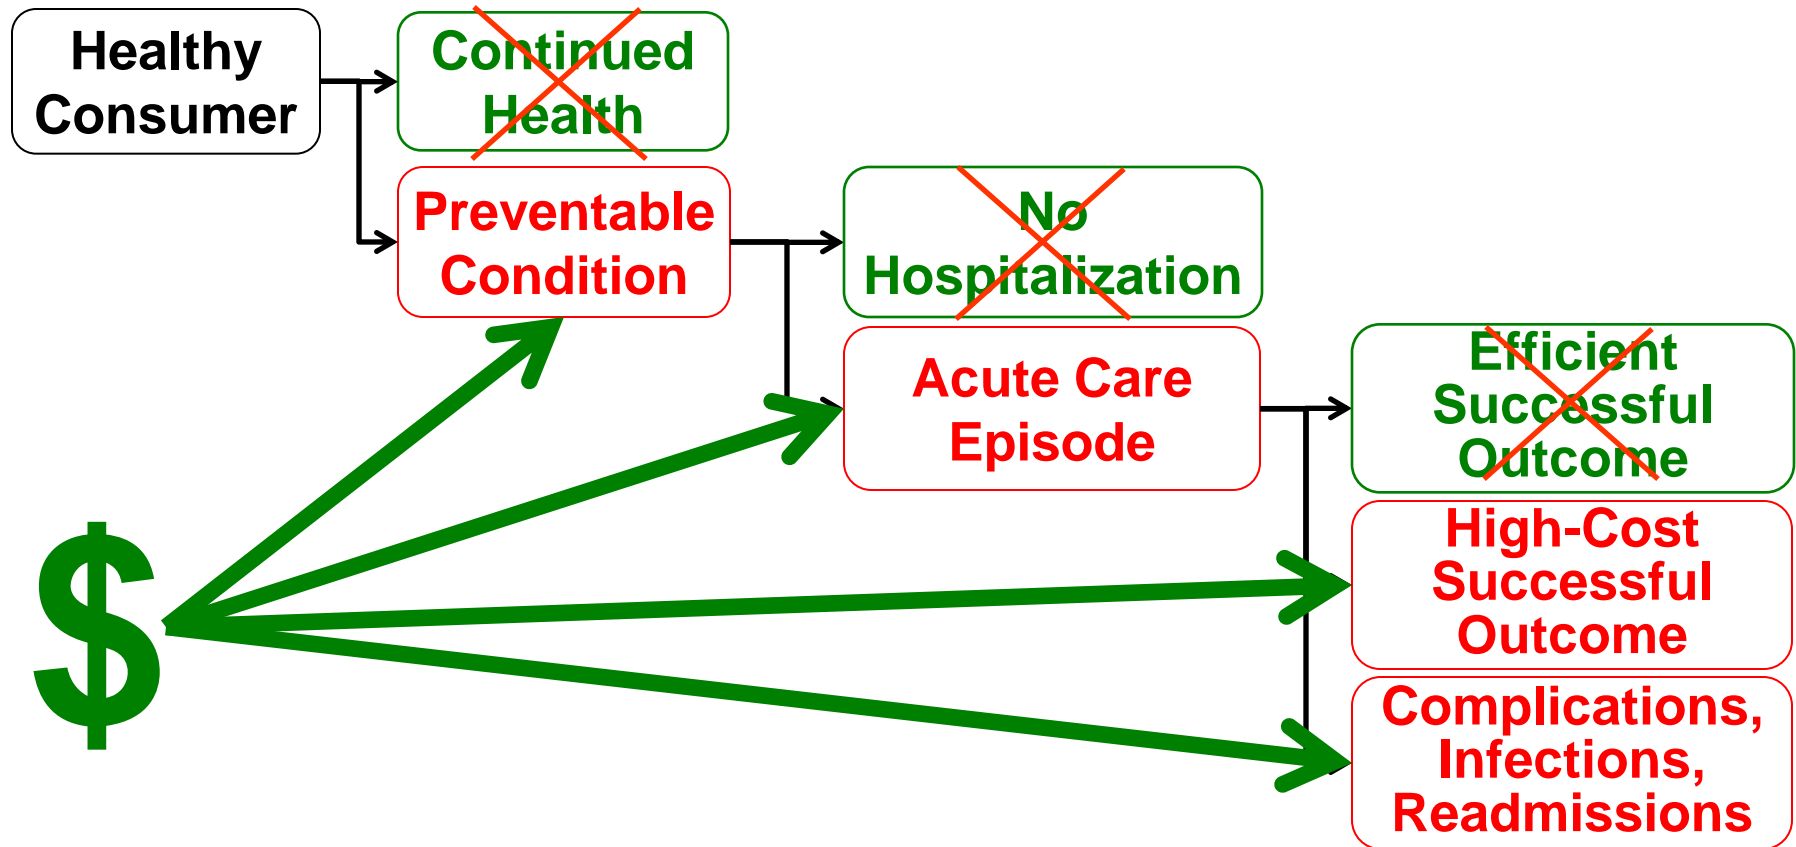 Healthy
Consumer
Continued
Health
Preventable
Condition
No
Hospitalization
Acute Care
Episode
Efficient
Successful
Outcome
High-Cost
Successful
Outcome
Complications,
Infections,
Readmissions
$